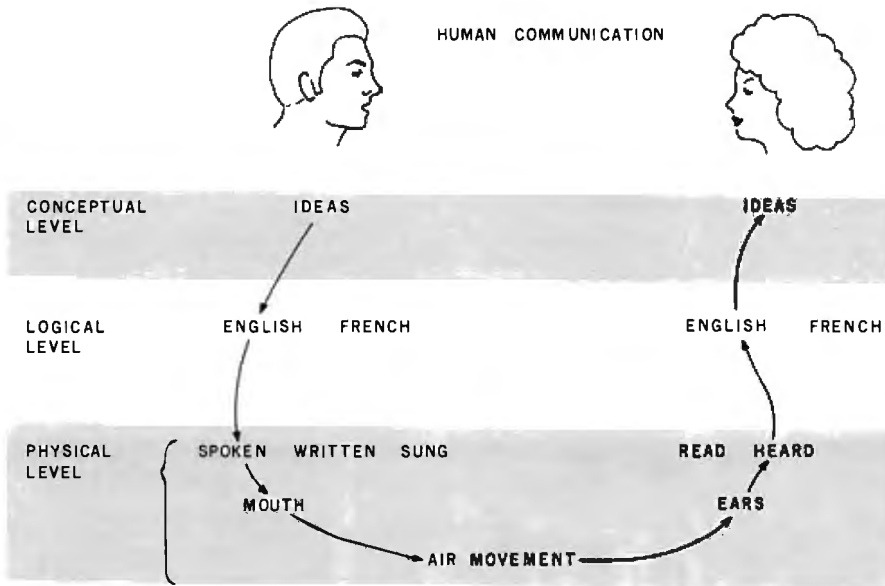 HUMAN COMMUNICATION
CONCEPTUAL LEVEL
IDEAS
IDEAS
LOGICAL LEVEL
ENGLISH FRENCH
ENGLISH FRENCH
PHYSICAL LEVEL
SPOKEN WRITTEN SUNG
READ HEARD
MOUTH
EARS
AIR MOVEMENT